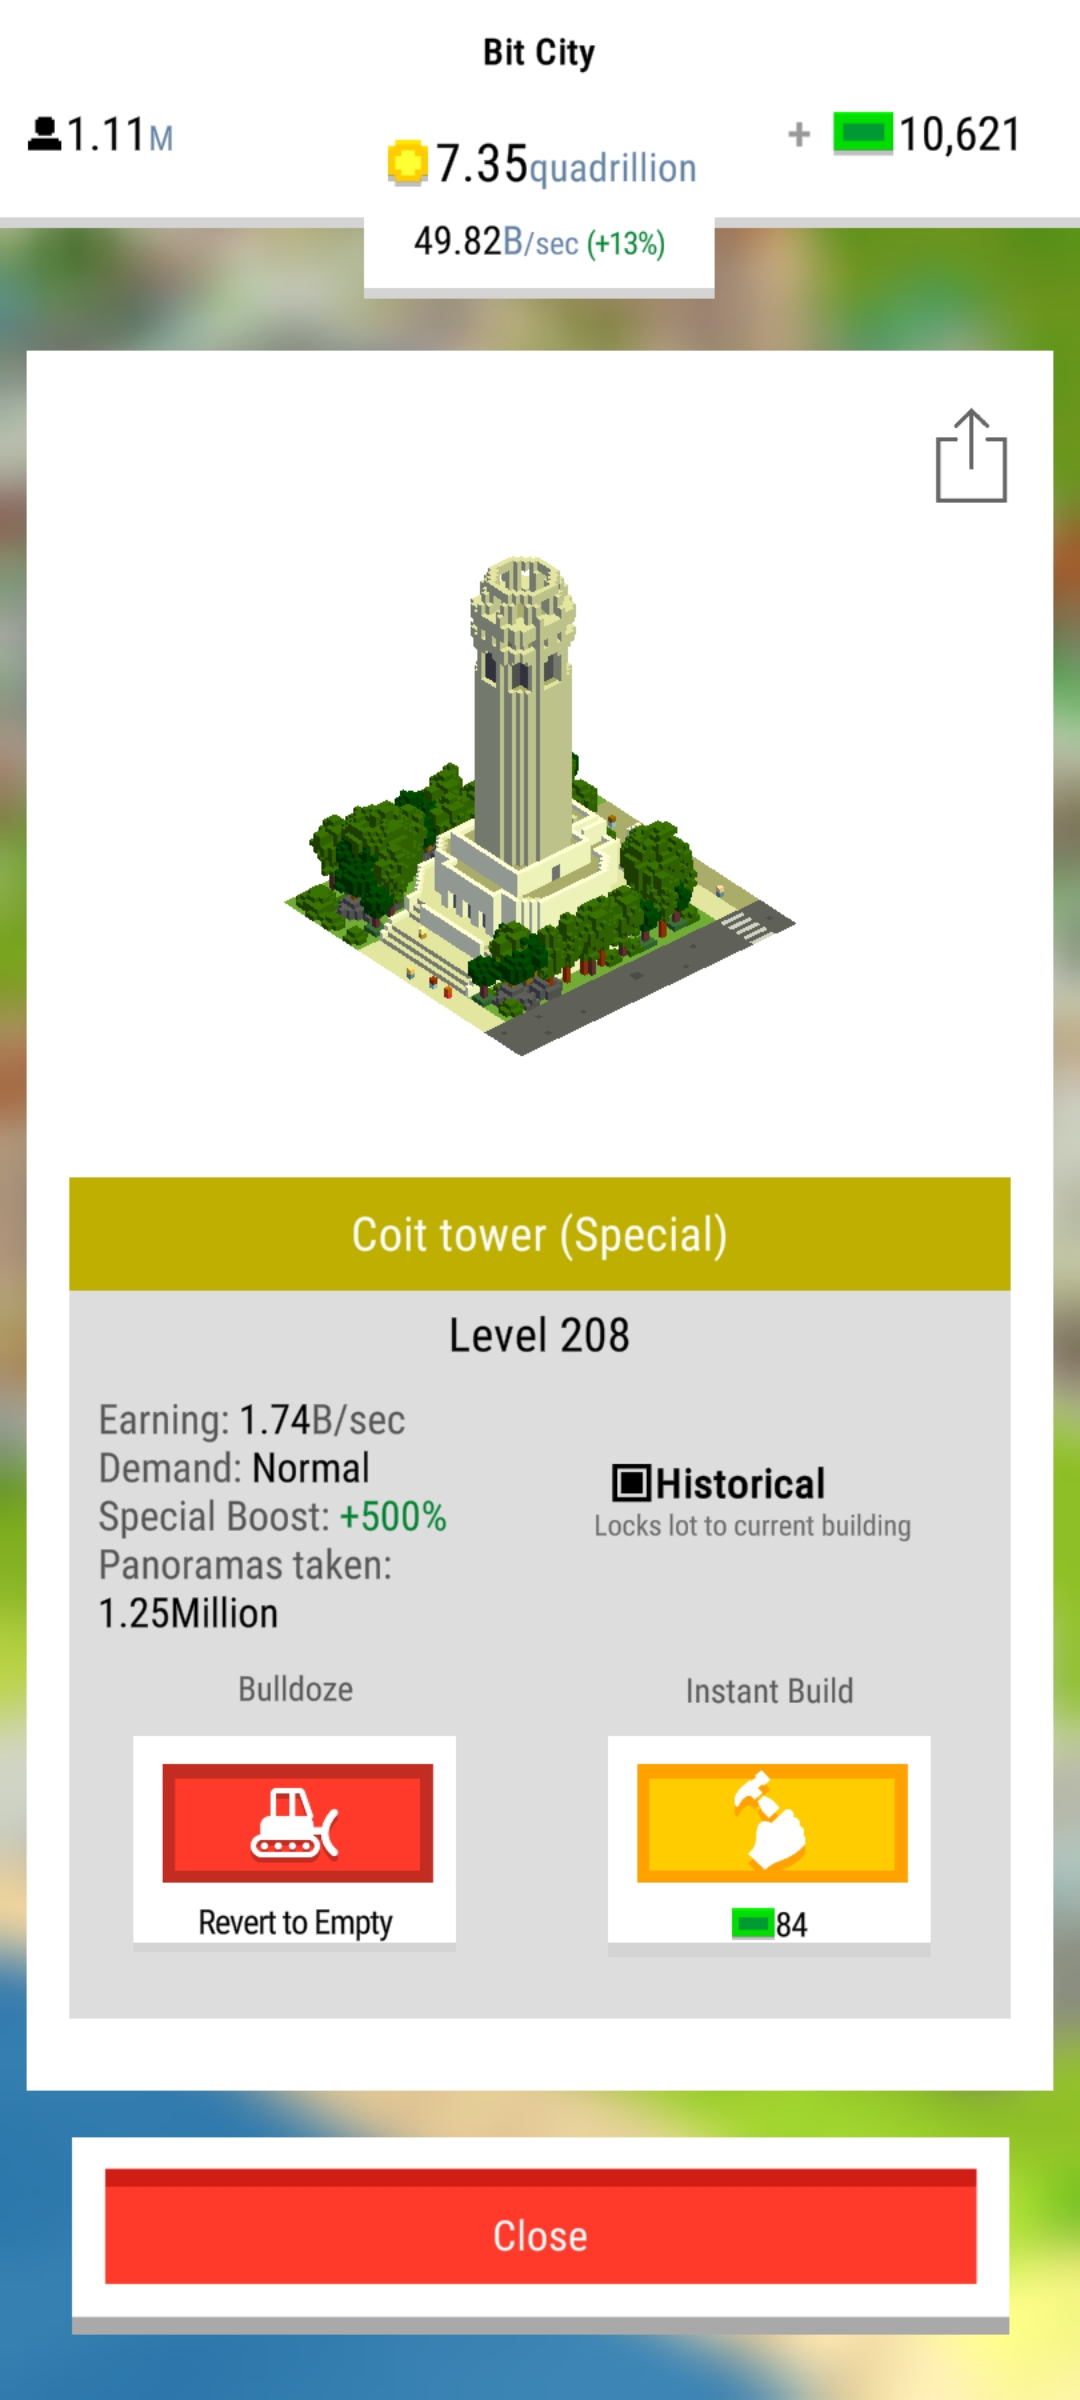 Bit City
1.11M
7.35quadrillion
+ 10,621
49.82B/sec (+13%)
Coit tower (Special)
Level 208
Earning: 1.74B/sec
Demand: Normal
Special Boost: +500%
Panoramas taken:
1.25Million
Historical
Locks lot to current building
Bulldoze
Instant Build
Revert to Empty
84
Close